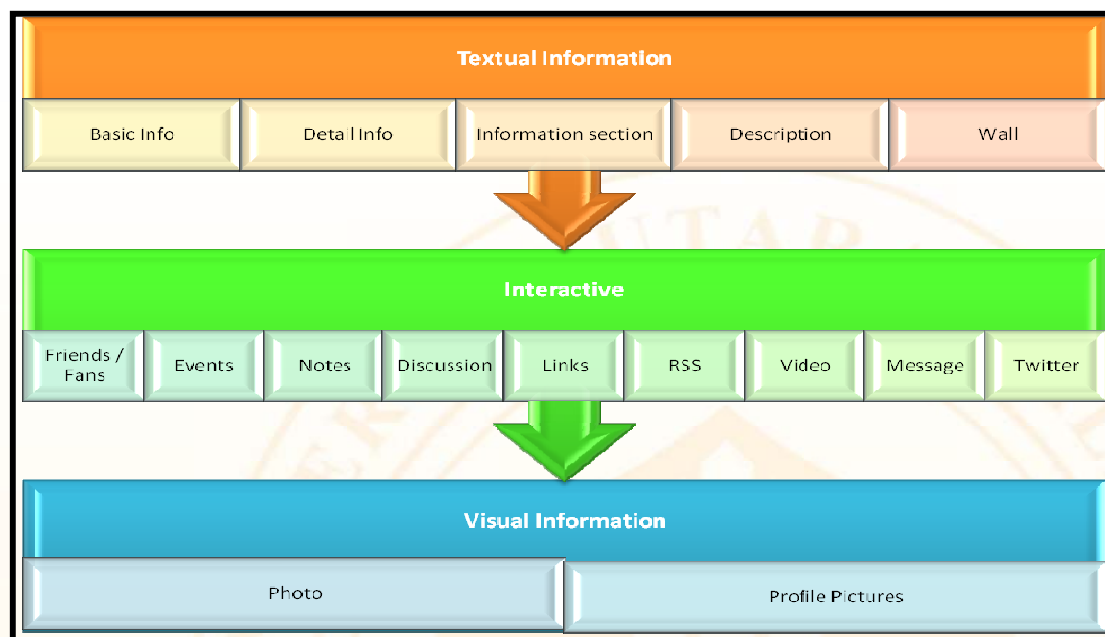 Textual Information
Basic Info
Detail Info
Information section
Description
Wall
Interactive
Friends /
Fans
Events
Notes
Discussion
Links
RSS
Video
Message
Twitter
Visual Information
Photo
Profile Pictures